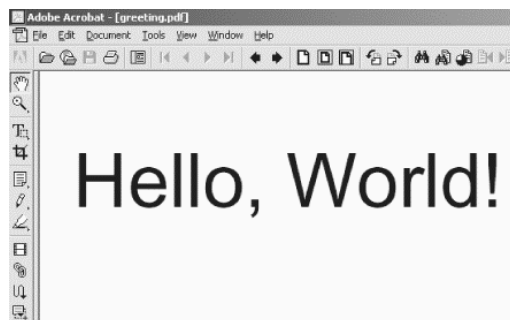 Adobe Acrobat - [greeting.pdf]
File Edit Document Tools View Window Help
Hello, World!